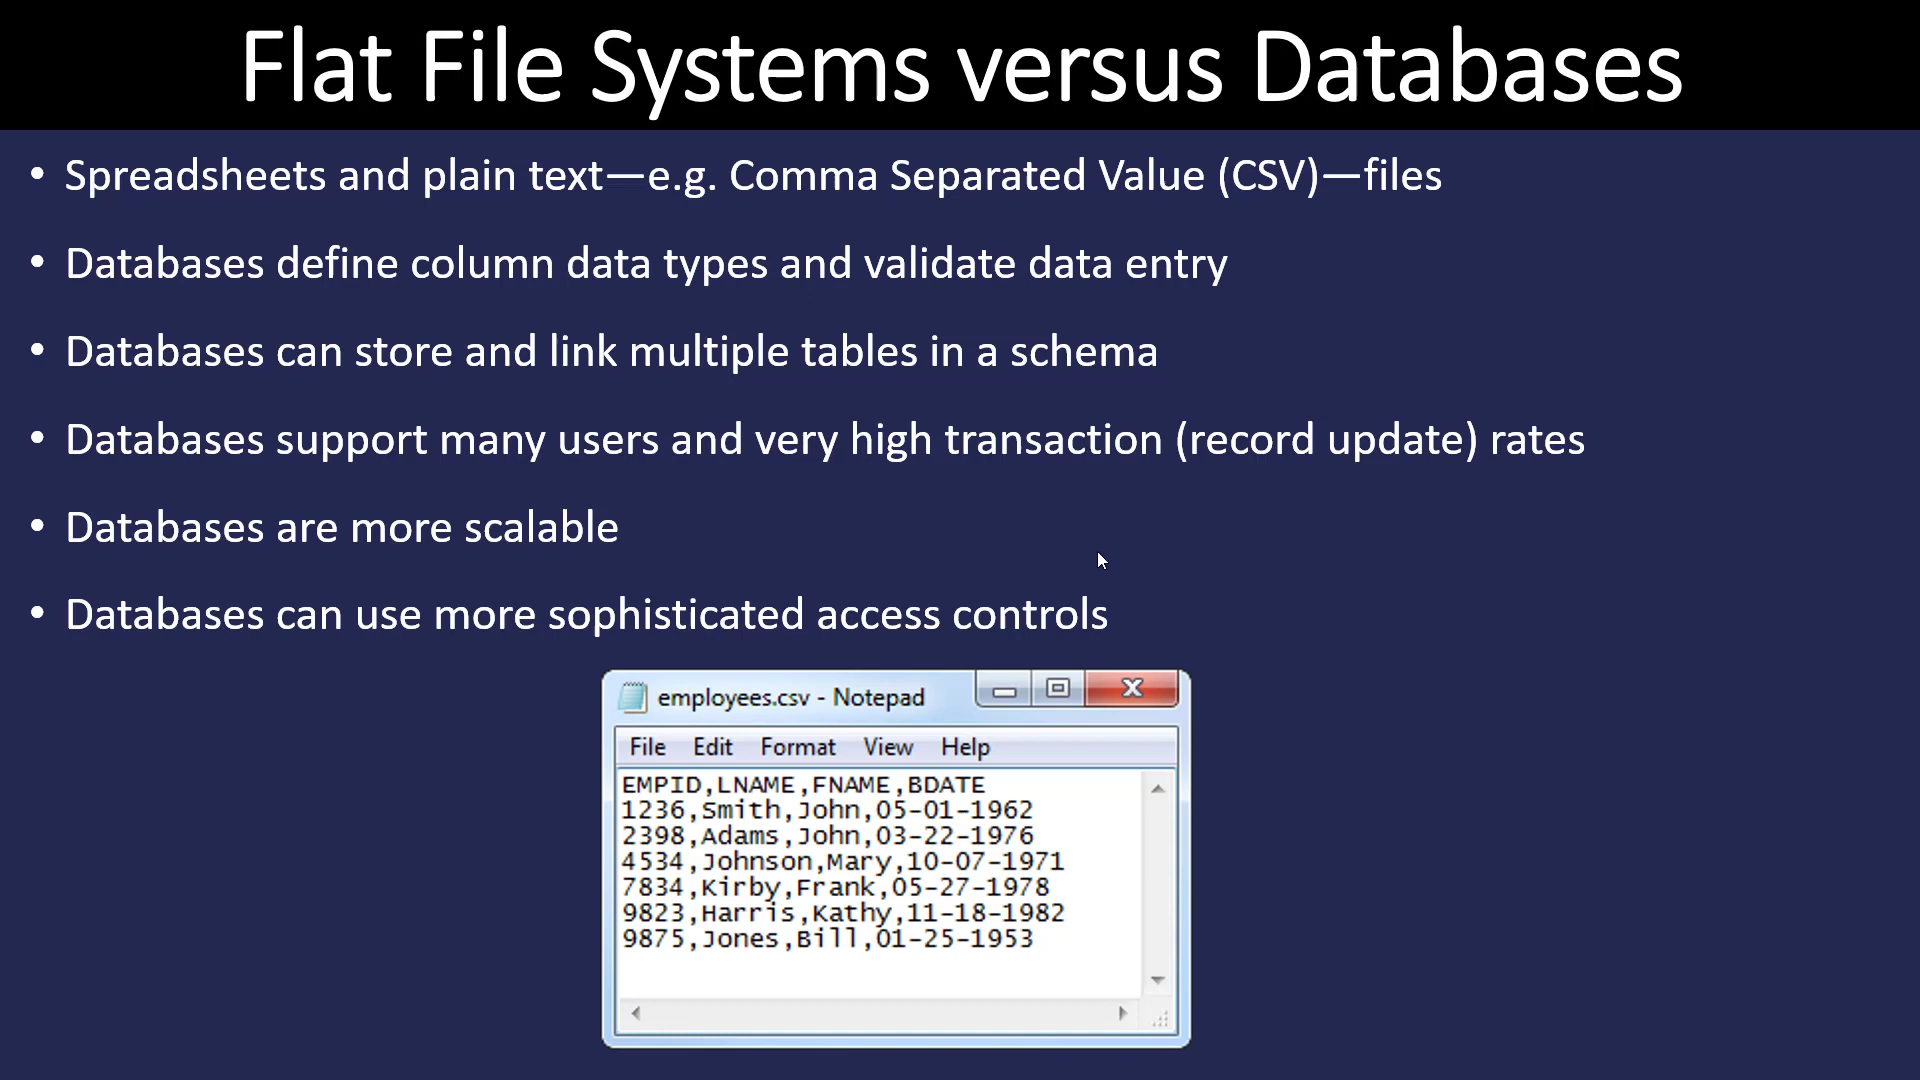 Flat File Systems versus Databases
• Spreadsheets and plain text—e.g. Comma Separated Value (CSV)—files
• Databases define column data types and validate data entry
• Databases can store and link multiple tables in a schema
• Databases support many users and very high transaction (record update) rates
• Databases are more scalable
• Databases can use more sophisticated access controls
employees.csv - Notepad
File Edit Format View Help
EMPID,LNAME,FNAME,BDATE
1236,Smith,John,05-01-1962
2398,Adams,John,03-22-1976
4534,Johnson,Mary,10-07-1971
7834,Kirby,Frank,05-27-1978
9823,Harris,Kathy,11-18-1982
9875,Jones,Bill,01-25-1953